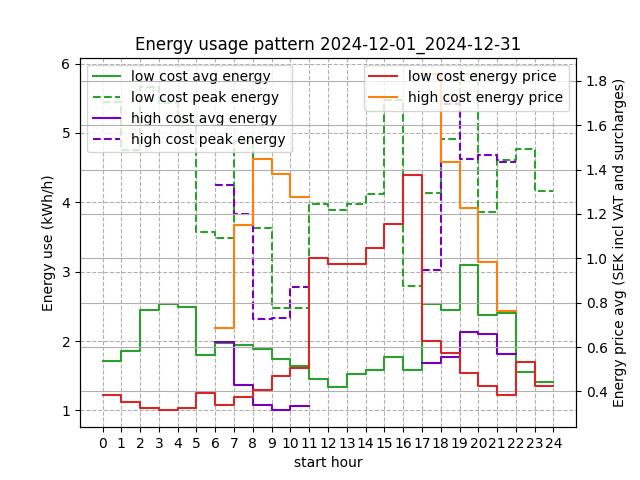 Energy usage pattern 2024-12-01_2024-12-31
low cost avg energy
low cost peak energy
high cost avg energy
high cost peak energy
low cost energy price
high cost energy price
Energy use (kWh/h)
6
5
4
3
2
1
Energy price avg (SEK incl VAT and surcharges)
1.8
1.6
1.4
1.2
1.0
0.8
0.6
0.4
0 1 2 3 4 5 6 7 8 9 10 11 12 13 14 15 16 17 18 19 20 21 22 23 24
start hour